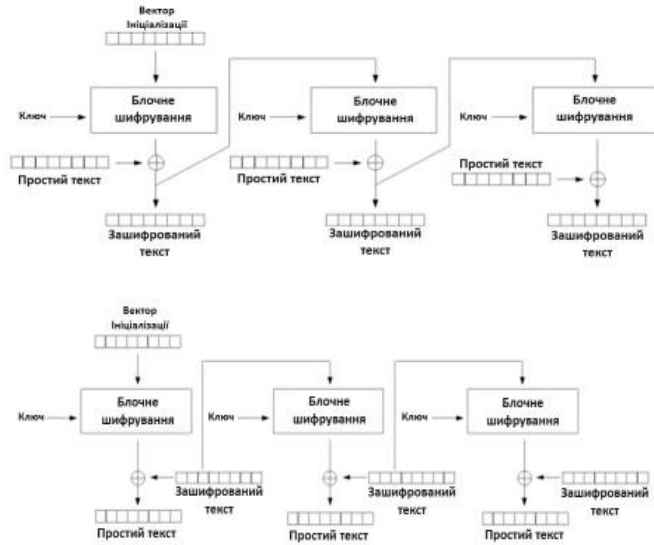 Вектор
Ініціалізації
Блочне
шифрування
Блочне
шифрування
Блочне
шифрування
Ключ
Ключ
Ключ
Простий текст
Простий текст
Простий текст
Зашифрований
текст
Зашифрований
текст
Зашифрований
текст
Вектор
Ініціалізації
Блочне
шифрування
Блочне
шифрування
Блочне
шифрування
Ключ
Ключ
Ключ
Зашифрований
текст
Зашифрований
текст
Зашифрований
текст
Простий текст
Простий текст
Простий текст